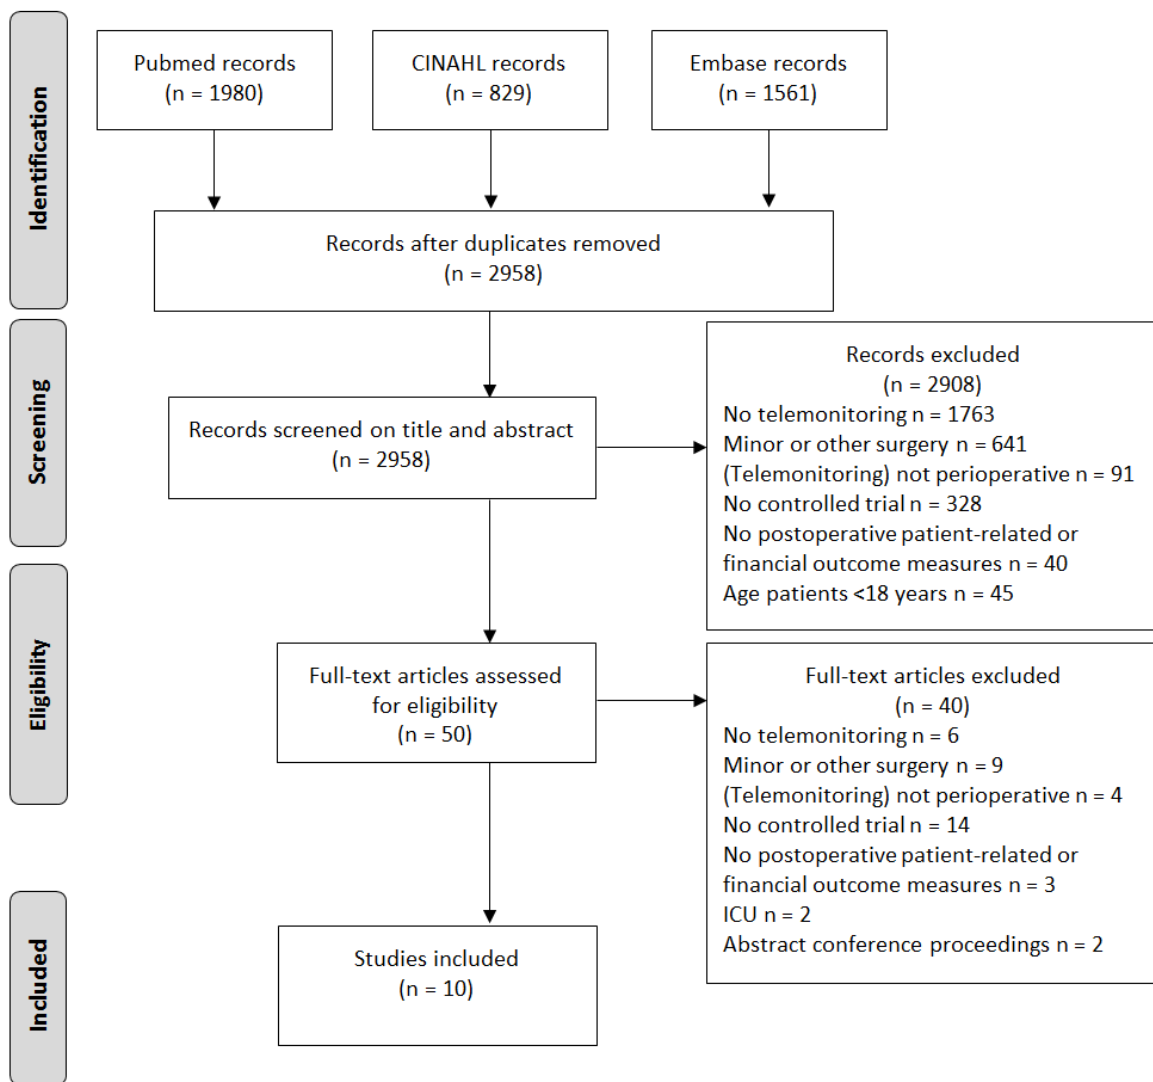 Identification
Pubmed records
(n = 1980)
CINAHL records
(n = 829)
Embase records
(n = 1561)
Records after duplicates removed
(n = 2958)
Screening
Records screened on title and abstract
(n = 2958)
Records excluded
(n = 2908)
No telemonitoring n = 1763
Minor or other surgery n = 641
(Telemonitoring) not perioperative n = 91
No controlled trial n = 328
No postoperative patient-related or
financial outcome measures n = 40
Age patients <18 years n = 45
Eligibility
Full-text articles assessed
for eligibility
(n = 50)
Full-text articles excluded
(n = 40)
No telemonitoring n = 6
Minor or other surgery n = 9
(Telemonitoring) not perioperative n = 4
No controlled trial n = 14
No postoperative patient-related or
financial outcome measures n = 3
ICU n = 2
Abstract conference proceedings n = 2
Included
Studies included
(n = 10)